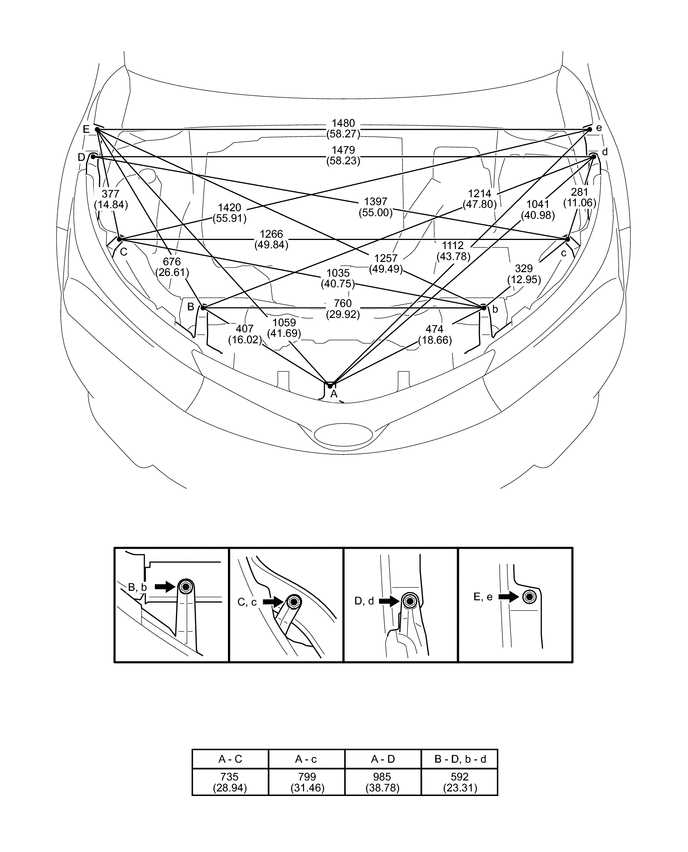 E
1480
(58.27)
e
D
1479
(58.23)
d
377
(14.84)
1420
(55.91)
1397
(55.00)
1214
(47.80)
1041
(40.98)
281
(11.06)
C
1266
(49.84)
1112
(43.78)
c
676
(26.61)
1257
(49.49)
1035
(40.75)
329
(12.95)
B
760
(29.92)
b
407
(16.02)
1059
(41.69)
474
(18.66)
A
B, b
C, c
D, d
E, e
A - C A - c A - D B - D, b - d
735 799 985 592
(28.94) (31.46) (38.78) (23.31)